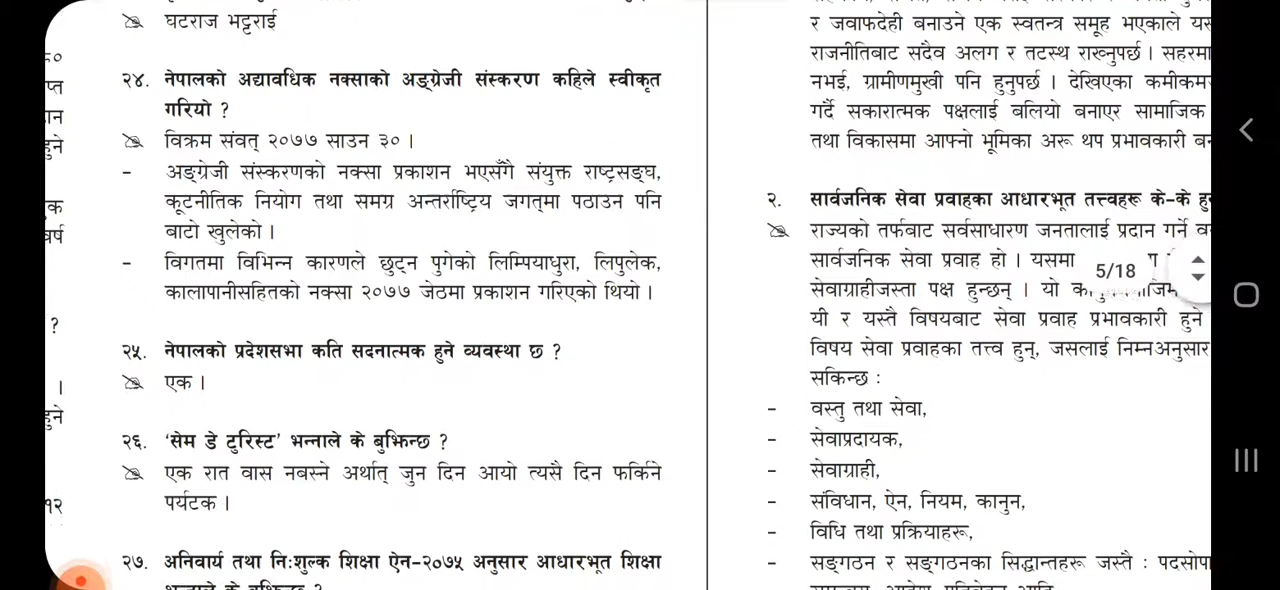 घटराज भट्टराई
२४. नेपालको अद्यावधिक नक्साको अङ्ग्रेजी संस्करण कहिले स्वीकृत
गरियो ?
विक्रम संवत् २०७७ साउन ३० ।
- अङ्ग्रेजी संस्करणको नक्सा प्रकाशन भएसँगै संयुक्त राष्ट्रसङ्घ,
कूटनीतिक नियोग तथा समग्र अन्तर्राष्ट्रिय जगत्‌मा पठाउन पनि
बाटो खुलेको ।
- विगतमा विभिन्न कारणले छुट्न पुगेको लिम्पियाधुरा, लिपुलेक,
कालापानीसहितको नक्सा २०७७ जेठमा प्रकाशन गरिएको थियो ।
२५. नेपालको प्रदेशसभा कति सदनात्मक हुने व्यवस्था छ ?
एक ।
२६. ‘सेम डे टुरिस्ट’ भन्नाले के बुझिन्छ ?
एक रात वास नबस्ने अर्थात् जुन दिन आयो त्यसै दिन फर्किने
पर्यटक ।
२७. अनिवार्य तथा निःशुल्क शिक्षा ऐन-२०७५ अनुसार आधारभूत शिक्षा
भन्नाले के बुझिन्छ ?
र जवाफदेही बनाउने एक स्वतन्त्र समूह भएकाले यस
राजनीतिबाट सदैव अलग र तटस्थ राख्नुपर्छ । सहरमा
नभई, ग्रामीणमुखी पनि हुनुपर्छ । देखिएका कमीकम
गर्दै सकारात्मक पक्षलाई बलियो बनाएर सामाजिक
तथा विकासमा आफ्नो भूमिका अरू थप प्रभावकारी
२. सार्वजनिक सेवा प्रवाहका आधारभूत तत्त्वहरू के-के
राज्यको तर्फबाट सर्वसाधारण जनतालाई प्रदान गर्ने
सार्वजनिक सेवा प्रवाह हो । यसमा
सेवाग्राहीजस्ता पक्ष हुन्छन् । यो
यी र यस्तै विषयबाट सेवा प्रवाह प्रभावकारी हुने
विषय सेवा प्रवाहका तत्त्व हुन्, जसलाई निम्नअनुसार
सकिन्छ :
- वस्तु तथा सेवा,
- सेवाप्रदायक,
- सेवाग्राही,
- संविधान, ऐन, नियम, कानुन,
- विधि तथा प्रक्रियाहरू,
- सङ्गठन र सङ्गठनका सिद्धान्तहरू जस्तै :
5/18